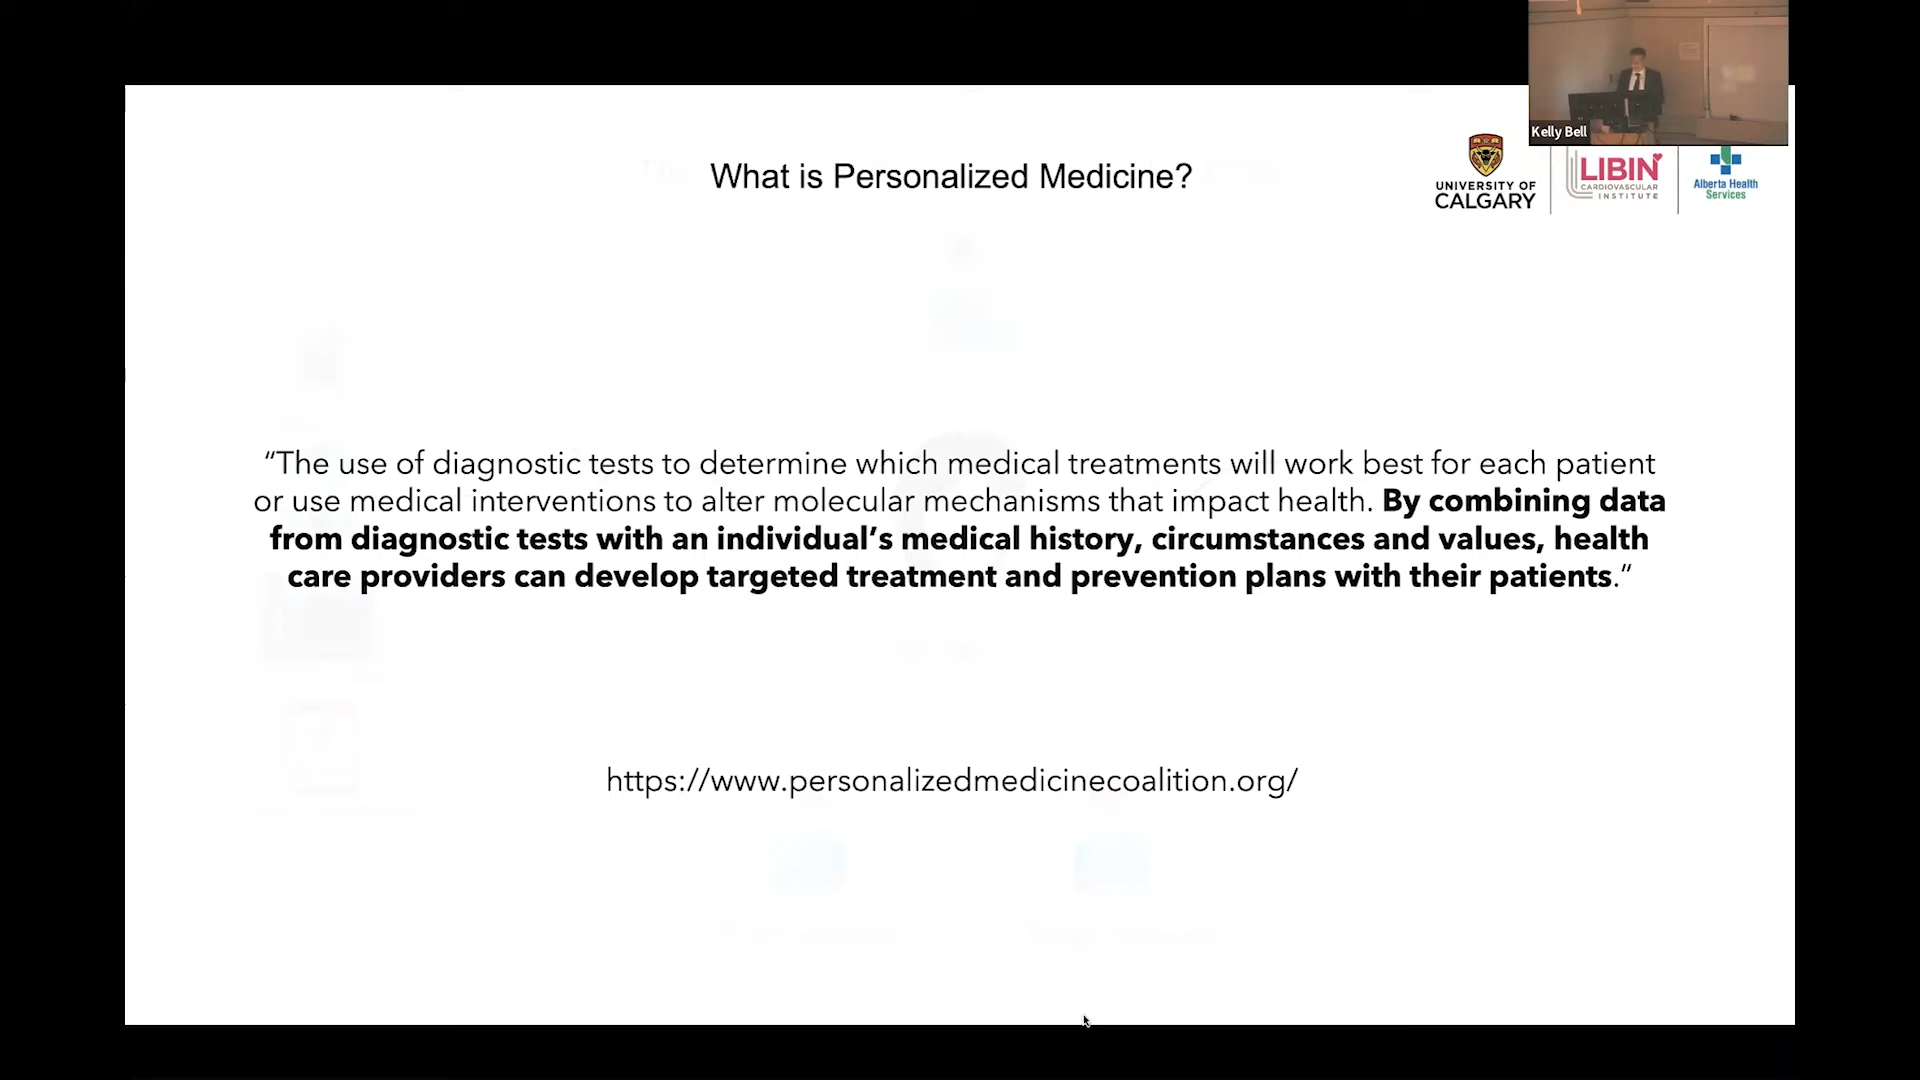 Kelly Bell
What is Personalized Medicine?
UNIVERSITY OF
CALGARY
LIBIN
CARDIOVASCULAR
INSTITUTE
Alberta Health
Services
“The use of diagnostic tests to determine which medical treatments will work best for each patient
or use medical interventions to alter molecular mechanisms that impact health. By combining data
from diagnostic tests with an individual’s medical history, circumstances and values, health
care providers can develop targeted treatment and prevention plans with their patients.”
https://www.personalizedmedicinecoalition.org/